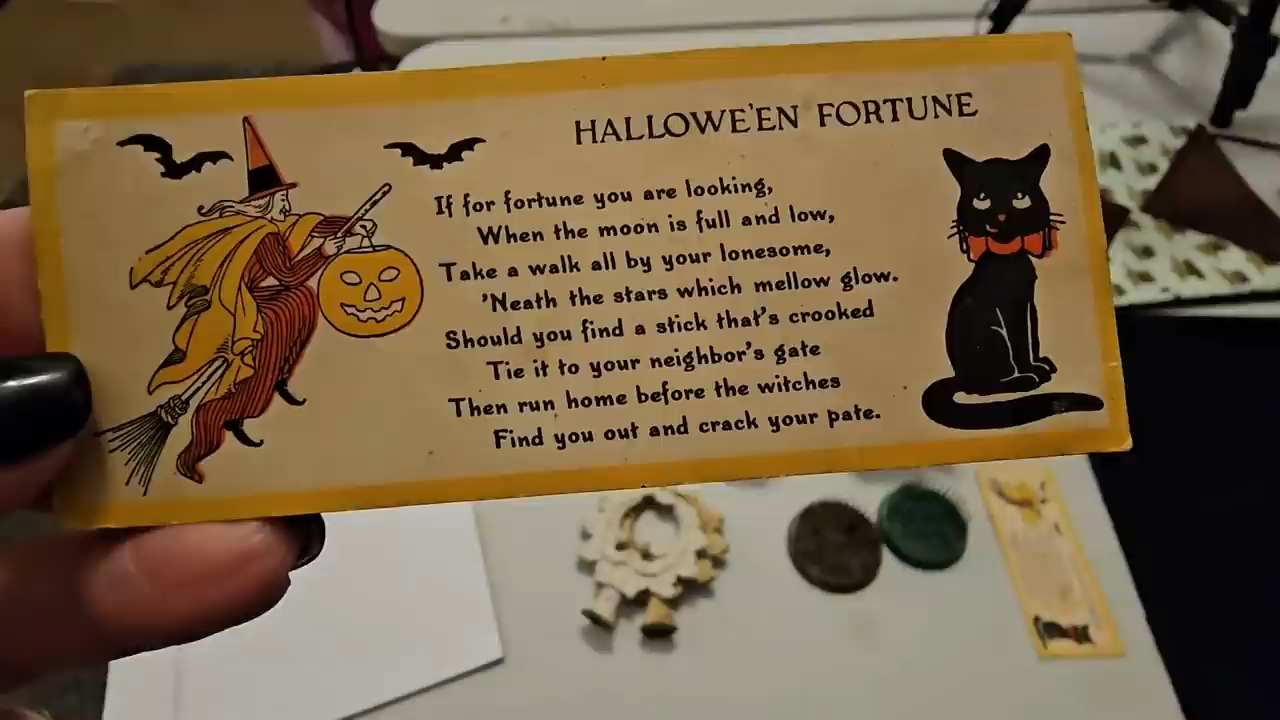 HALLOWE'EN FORTUNE
If for fortune you are looking,
When the moon is full and low,
Take a walk all by your lonesome,
'Neath the stars which mellow glow.
Should you find a stick that's crooked
Tie it to your neighbor's gate
Then run home before the witches
Find you out and crack your pate.